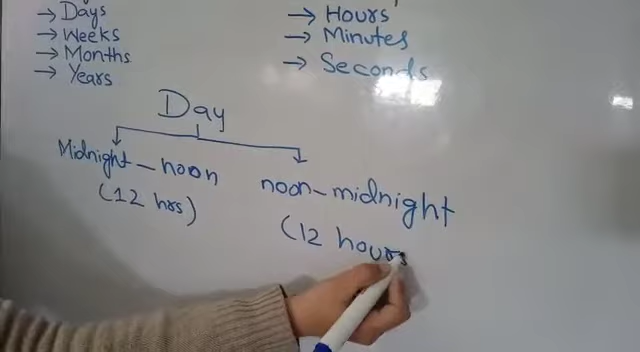 → Days
→ Weeks
→ Months
→ Years
→ Hours
→ Minutes
→ Seconds
Day
Midnight - noon
(12 hrs)
noon-midnight
(12 hours